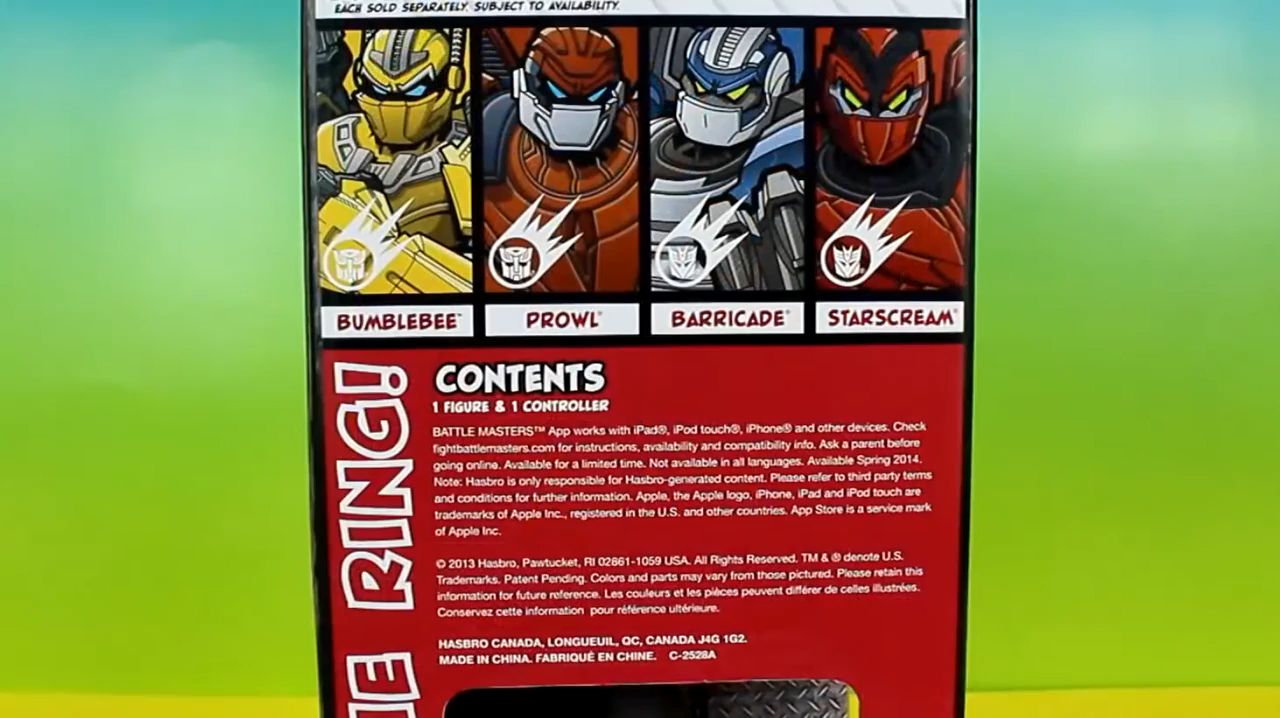 EACH SOLD SEPARATELY. SUBJECT TO AVAILABILITY.
BUMBLEBEE™ PROWL® BARRICADE® STARSCREAM®
RING!
CONTENTS
1 FIGURE & 1 CONTROLLER
BATTLE MASTERS™ App works with iPad®, iPod touch®, iPhone® and other devices. Check
fightbattlemasters.com for instructions, availability and compatibility info. Ask a parent before
going online. Available for a limited time. Not available in all languages. Available Spring 2014.
Note: Hasbro is only responsible for Hasbro-generated content. Please refer to third party terms
and conditions for further information. Apple, the Apple logo, iPhone, iPad and iPod touch are
trademarks of Apple Inc., registered in the U.S. and other countries. App Store is a service mark
of Apple Inc.
© 2013 Hasbro, Pawtucket, RI 02861-1059 USA. All Rights Reserved. TM & ® denote U.S.
Trademarks. Patent Pending. Colors and parts may vary from those pictured. Please retain this
information for future reference. Les couleurs et les pièces peuvent différer de celles illustrées.
Conservez cette information pour référence ultérieure.
HASBRO CANADA, LONGUEUIL, QC, CANADA J4G 1G2.
MADE IN CHINA. FABRIQUÉ EN CHINE. C-2528A